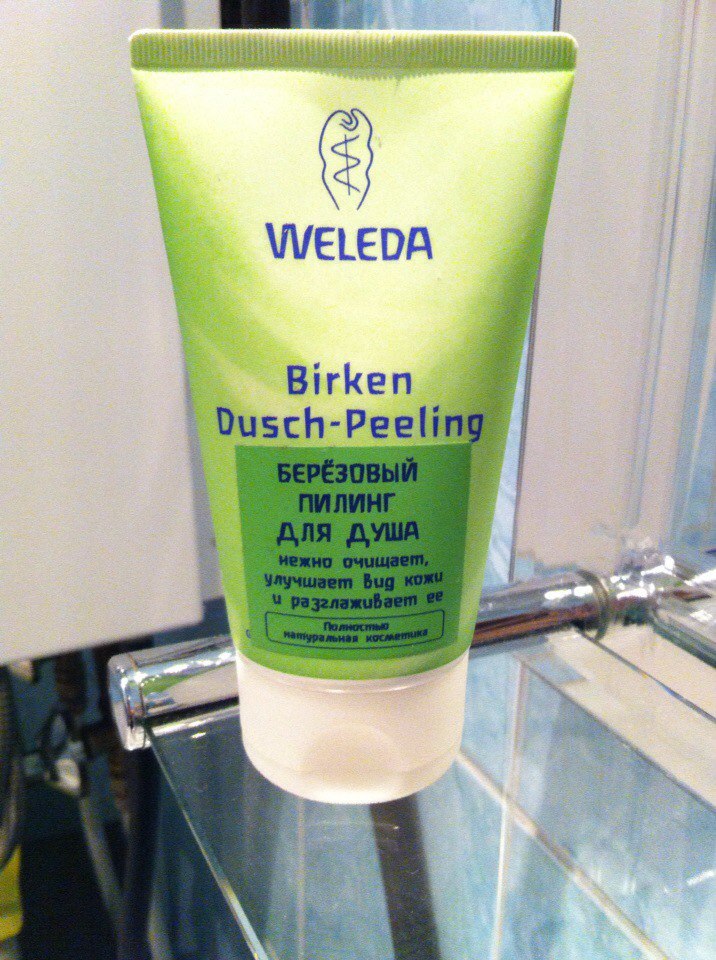 WELEDA
Birken
Dusch-Peeling
БЕРЁЗОВЫЙ
ПИЛИНГ
ДЛЯ ДУША
нежно очищает,
улучшает вид кожи
и разглаживает ее
Полностью
натуральная косметика